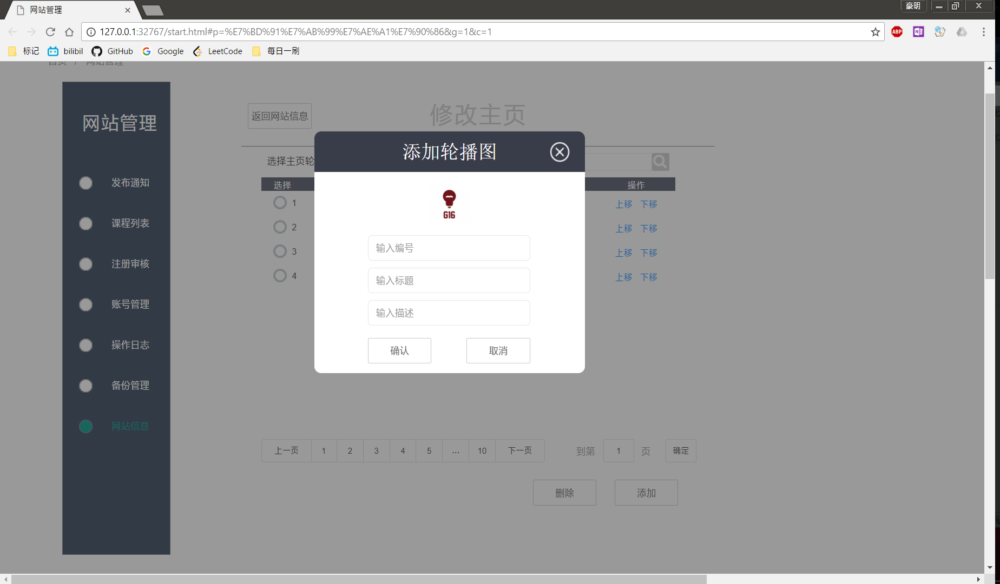 网站管理
豪明
127.0.0.1:32767/start.html#p=%E7%BD%91%E7%AB%99%E7%AE%A1%E7%90%86&g=1&c=1
ABP
N
标记 bilibil GitHub Google LeetCode 每日一刷
首页 / 网站管理
网站管理
发布通知
课程列表
注册审核
账号管理
操作日志
备份管理
网站信息
返回网站信息
修改主页
选择主页轮
选择 操作
1 上移 下移
2 上移 下移
3 上移 下移
4 上移 下移
添加轮播图
G16
输入编号
输入标题
输入描述
确认 取消
上一页 1 2 3 4 5 ... 10 下一页 到第 1 页 确定
删除 添加